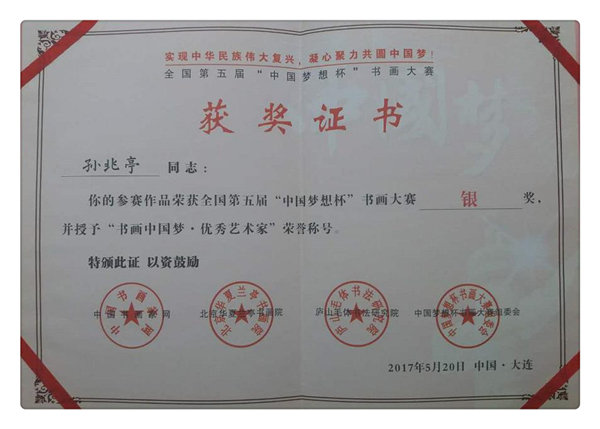 实现中华民族伟大复兴，凝心聚力共圆中国梦！
全国第五届“中国梦想杯”书画大赛
获奖证书
孙兆亭 同志：
你的参赛作品荣获全国第五届“中国梦想杯”书画大赛 银 奖，
并授予“书画中国梦·优秀艺术家”荣誉称号。
特颁此证 以资鼓励
中国书画家网 北京华夏兰亭书画院 庐山毛体书法研究院 中国梦想杯书画大赛组委会
2017年5月20日 中国·大连